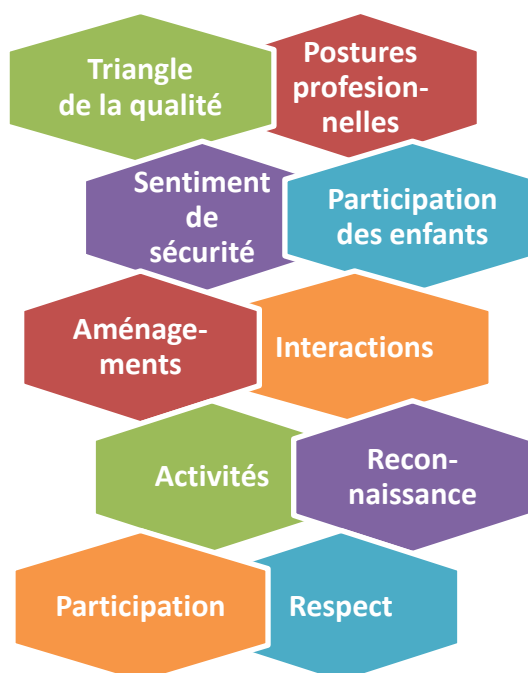 Triangle
de la qualité
Postures
profesion-
nelles
Sentiment
de
sécurité
Participation
des enfants
Aménage-
ments
Interactions
Activités
Recon-
naissance
Participation
Respect